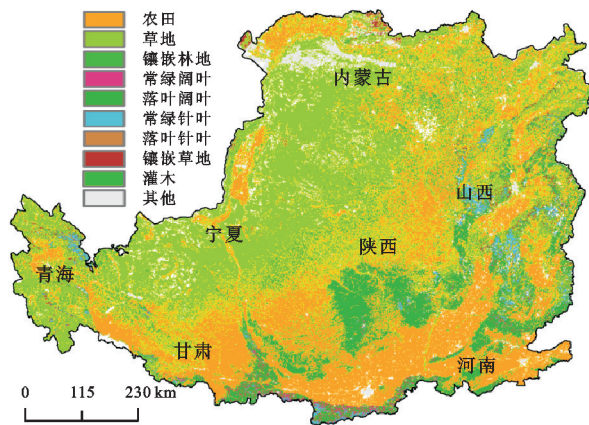 农田
草地
镶嵌林地
常绿阔叶
落叶阔叶
常绿针叶
落叶针叶
镶嵌草地
灌木
其他
内蒙古
山西
宁夏
陕西
青海
甘肃
河南
0 115 230 km